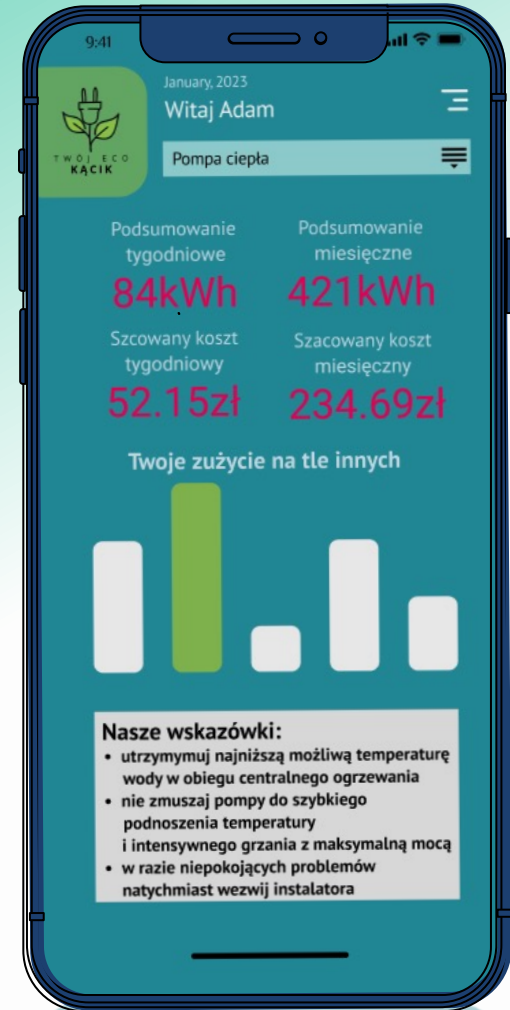 9:41
TWÓJ ECO
KĄCIK
January, 2023
Witaj Adam
Pompa ciepła
Podsumowanie
tygodniowe
84kWh
Podsumowanie
miesięczne
421kWh
Szcowany koszt
tygodniowy
52.15zł
Szacowany koszt
miesięczny
234.69zł
Twoje zużycie na tle innych
Nasze wskazówki:
• utrzymymuj najniższą możliwą temperaturę
wody w obiegu centralnego ogrzewania
• nie zmuszaj pompy do szybkiego
podnoszenia temperatury
i intensywnego grzania z maksymalną mocą
• w razie niepokojących problemów
natychmiast wezwij instalatora